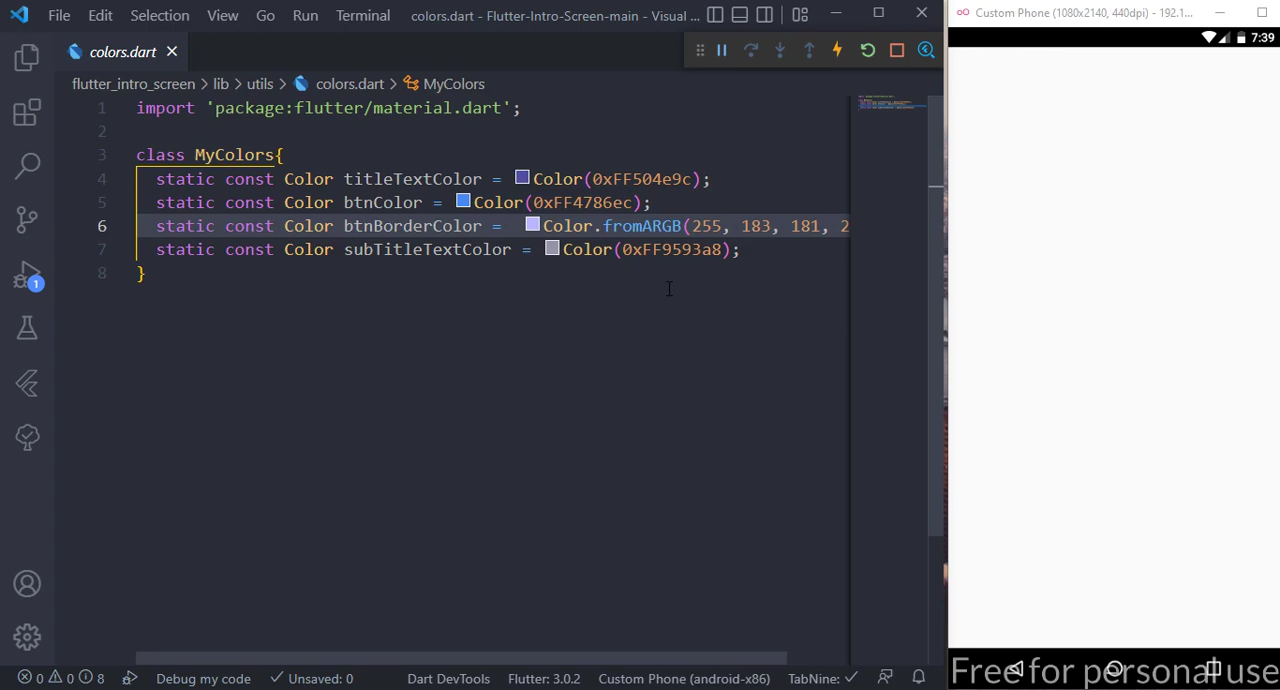 File Edit Selection View Go Run Terminal colors.dart - Flutter-Intro-Screen-main - Visual ...
Custom Phone (1080x2140, 440dpi) - 192.1...
7:39
colors.dart
flutter_intro_screen > lib > utils > colors.dart > MyColors
1 import 'package:flutter/material.dart';
2
3 class MyColors{
4 static const Color titleTextColor = Color(0xFF504e9c);
5 static const Color btnColor = Color(0xFF4786ec);
6 static const Color btnBorderColor = Color.fromARGB(255, 183, 181, 2
7 static const Color subTitleTextColor = Color(0xFF9593a8);
8 }
1
0 0 8 Debug my code Unsaved: 0 Dart DevTools Flutter: 3.0.2 Custom Phone (android-x86) TabNine:
Free for personal use